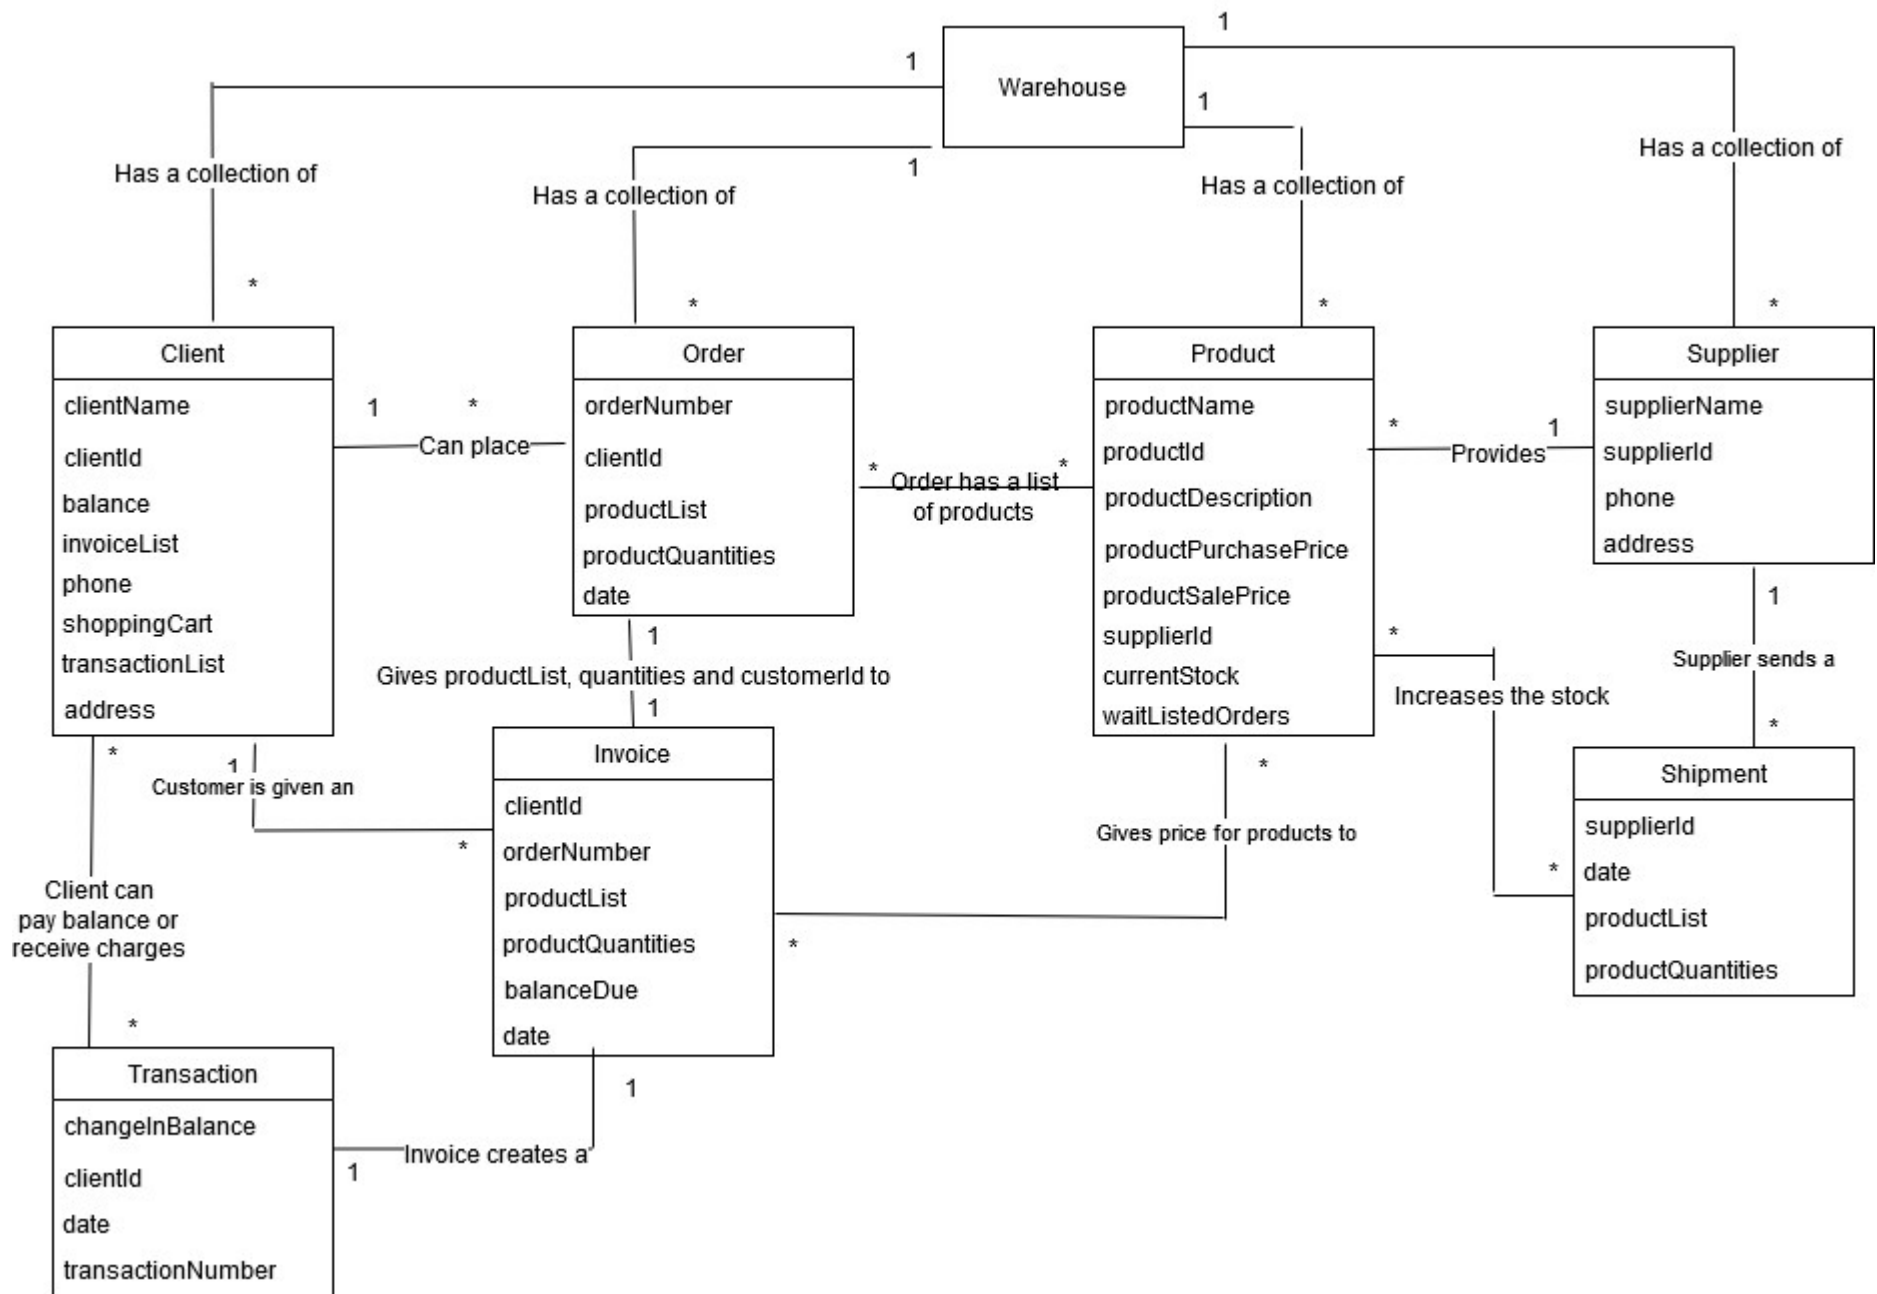 1
1
Warehouse
1
1
Has a collection of
Has a collection of
Has a collection of
Has a collection of
*
*
*
*
Client
clientName
clientId
balance
invoiceList
phone
shoppingCart
transactionList
address
1
*
Can place
Order
orderNumber
clientId
productList
productQuantities
date
*
*
Order has a list
of products
Product
productName
productId
productDescription
productPurchasePrice
productSalePrice
supplierId
currentStock
waitListedOrders
*
1
Provides
Supplier
supplierName
supplierId
phone
address
1
Supplier sends a
*
*
Increases the stock
*
Shipment
supplierId
date
productList
productQuantities
1
Gives productList, quantities and customerId to
1
Invoice
clientId
orderNumber
productList
productQuantities
balanceDue
date
*
Gives price for products to
*
1
Customer is given an
*
*
Client can
pay balance or
receive charges
*
Transaction
changeInBalance
clientId
date
transactionNumber
1
Invoice creates a
1